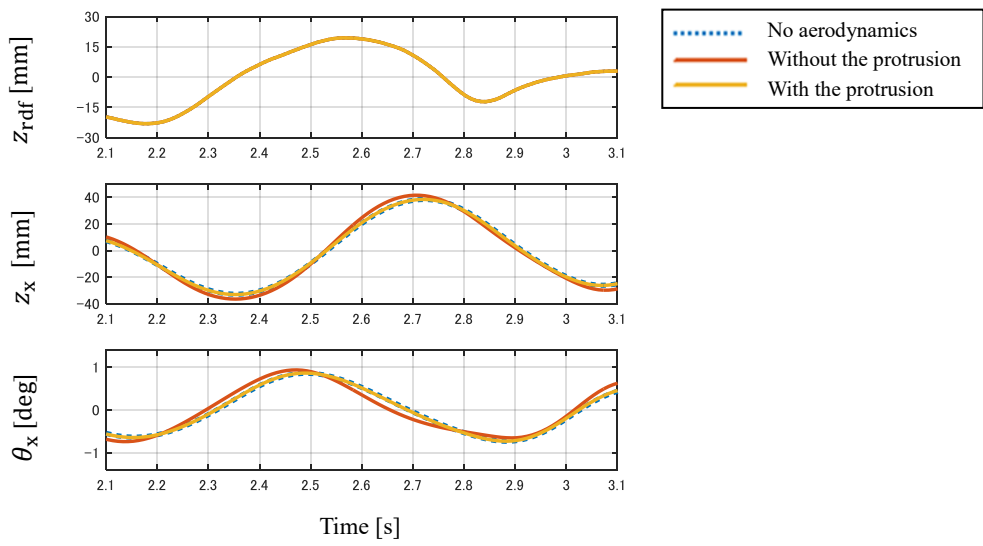 30
15
0
-15
-30
z_rdf [mm]
2.1 2.2 2.3 2.4 2.5 2.6 2.7 2.8 2.9 3 3.1
40
20
0
-20
-40
z_x [mm]
2.1 2.2 2.3 2.4 2.5 2.6 2.7 2.8 2.9 3 3.1
1
0
-1
θ_x [deg]
2.1 2.2 2.3 2.4 2.5 2.6 2.7 2.8 2.9 3 3.1
Time [s]
No aerodynamics
Without the protrusion
With the protrusion